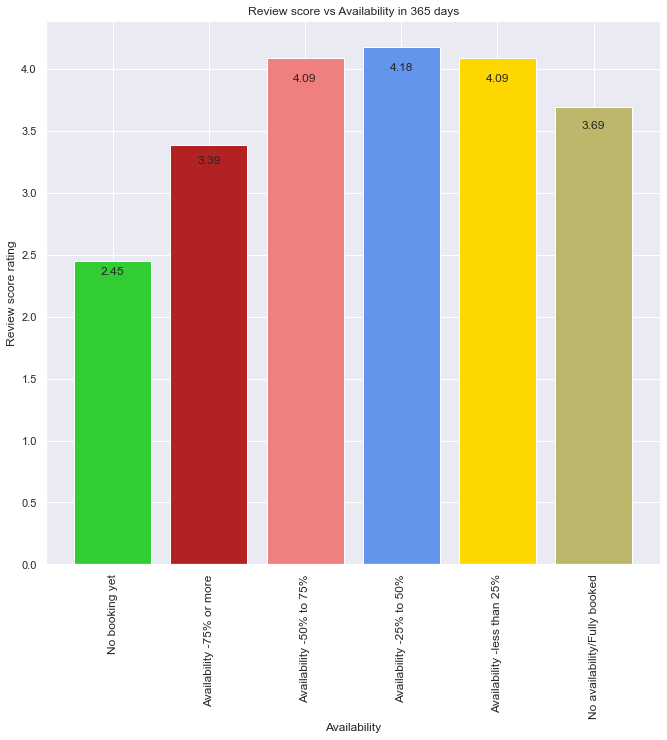 Review score vs Availability in 365 days
Review score rating
4.0
3.5
3.0
2.5
2.0
1.5
1.0
0.5
0.0
2.45
3.39
4.09
4.18
4.09
3.69
No booking yet
Availability -75% or more
Availability -50% to 75%
Availability -25% to 50%
Availability -less than 25%
No availability/Fully booked
Availability